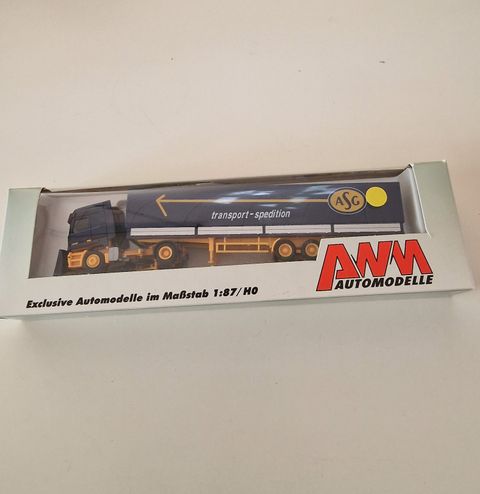 ASG
transport-spedition
AWM
AUTOMODELLE
Exclusive Automodelle im Maßstab 1:87/H0